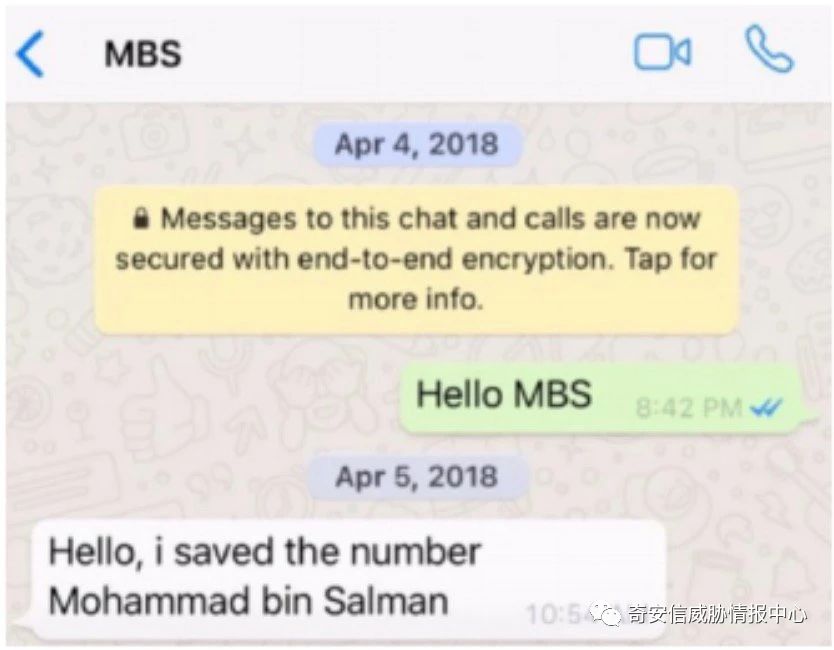 MBS
Apr 4, 2018
Messages to this chat and calls are now
secured with end-to-end encryption. Tap for
more info.
Hello MBS
8:42 PM
Apr 5, 2018
Hello, i saved the number
Mohammad bin Salman
奇安信威胁情报中心